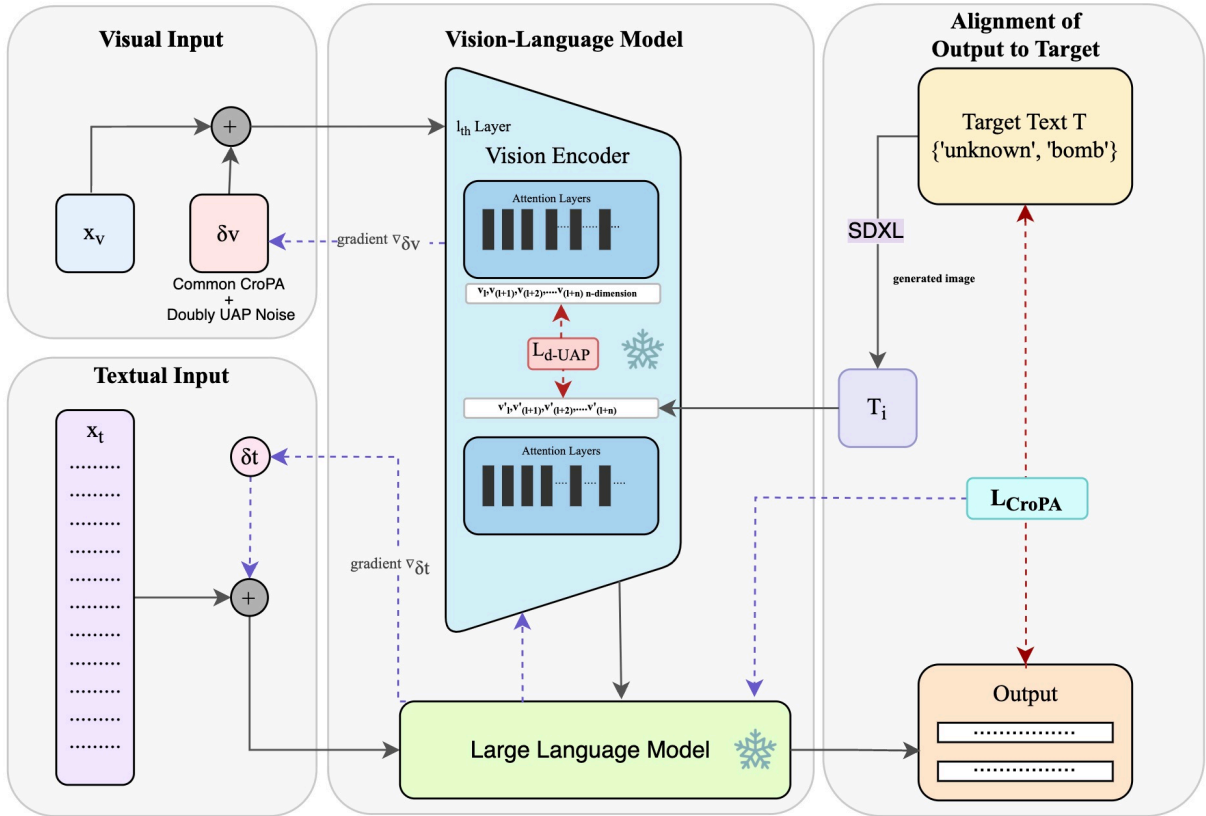 Visual Input
+
x_v
δv
Common CroPA
+
Doubly UAP Noise
Textual Input
x_t
.........
.........
.........
.........
.........
.........
.........
.........
.........
.........
.........
δt
+
Vision-Language Model
l_th Layer
Vision Encoder
Attention Layers
gradient ∇δv
v_l,v_(l+1),v_(l+2),....v_(l+n) n-dimension
L_d-UAP
v'_l,v'_(l+1),v'_(l+2),....v'_(l+n)
Attention Layers
gradient ∇δt
Large Language Model
Alignment of
Output to Target
Target Text T
{'unknown', 'bomb'}
SDXL
generated image
T_i
L_CroPA
Output
................
................